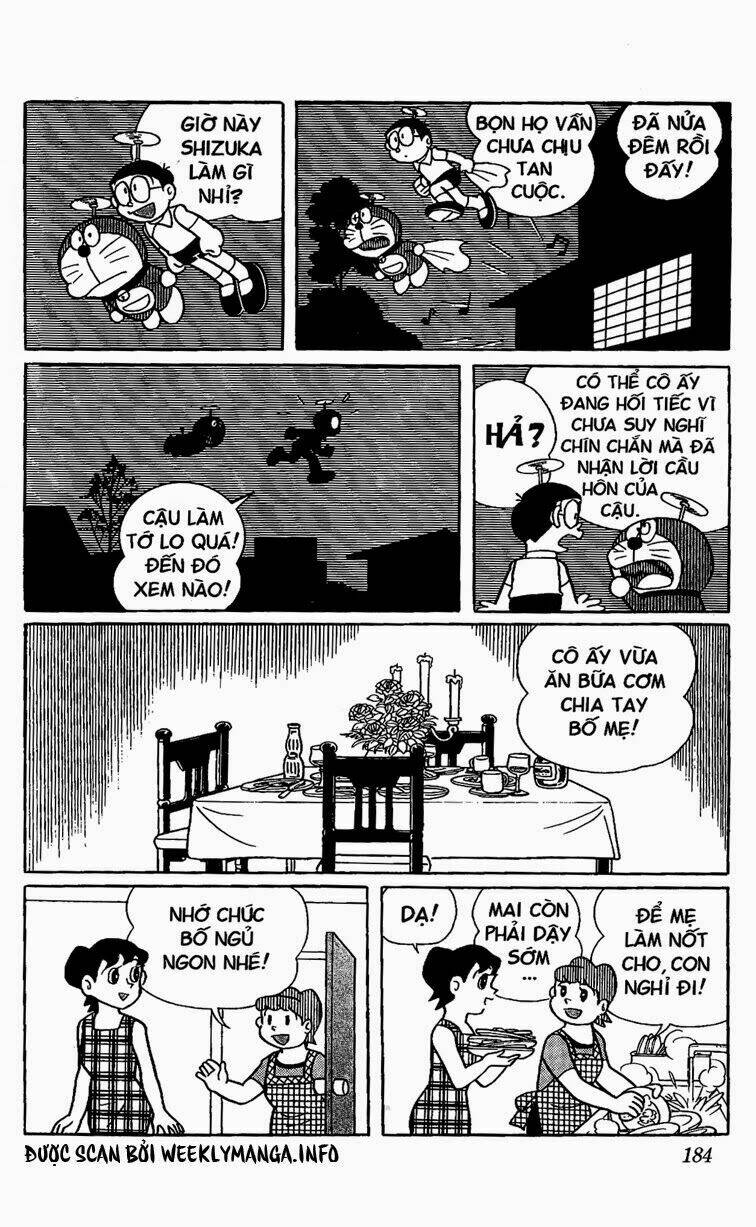 ĐÃ NỬA
ĐÊM RỒI
ĐẤY!
BỌN HỌ VẪN
CHƯA CHỊU
TAN
CUỘC.
GIỜ NÀY
SHIZUKA
LÀM GÌ
NHỈ?
CÓ THỂ CÔ ẤY
ĐANG HỐI TIẾC VÌ
CHƯA SUY NGHĨ
CHÍN CHẮN MÀ ĐÃ
NHẬN LỜI CẦU
HÔN CỦA
CẬU.
HẢ?
CẬU LÀM
TỚ LO QUÁ!
ĐẾN ĐÓ
XEM NÀO!
CÔ ẤY VỪA
ĂN BỮA CƠM
CHIA TAY
BỐ MẸ!
ĐỂ MẸ
LÀM NỐT
CHO, CON
NGHỈ ĐI!
MAI CÒN
PHẢI DẬY
SỚM
...
DẠ!
NHỚ CHÚC
BỐ NGỦ
NGON NHÉ!
ĐƯỢC SCAN BỞI WEEKLYMANGA.INFO
184